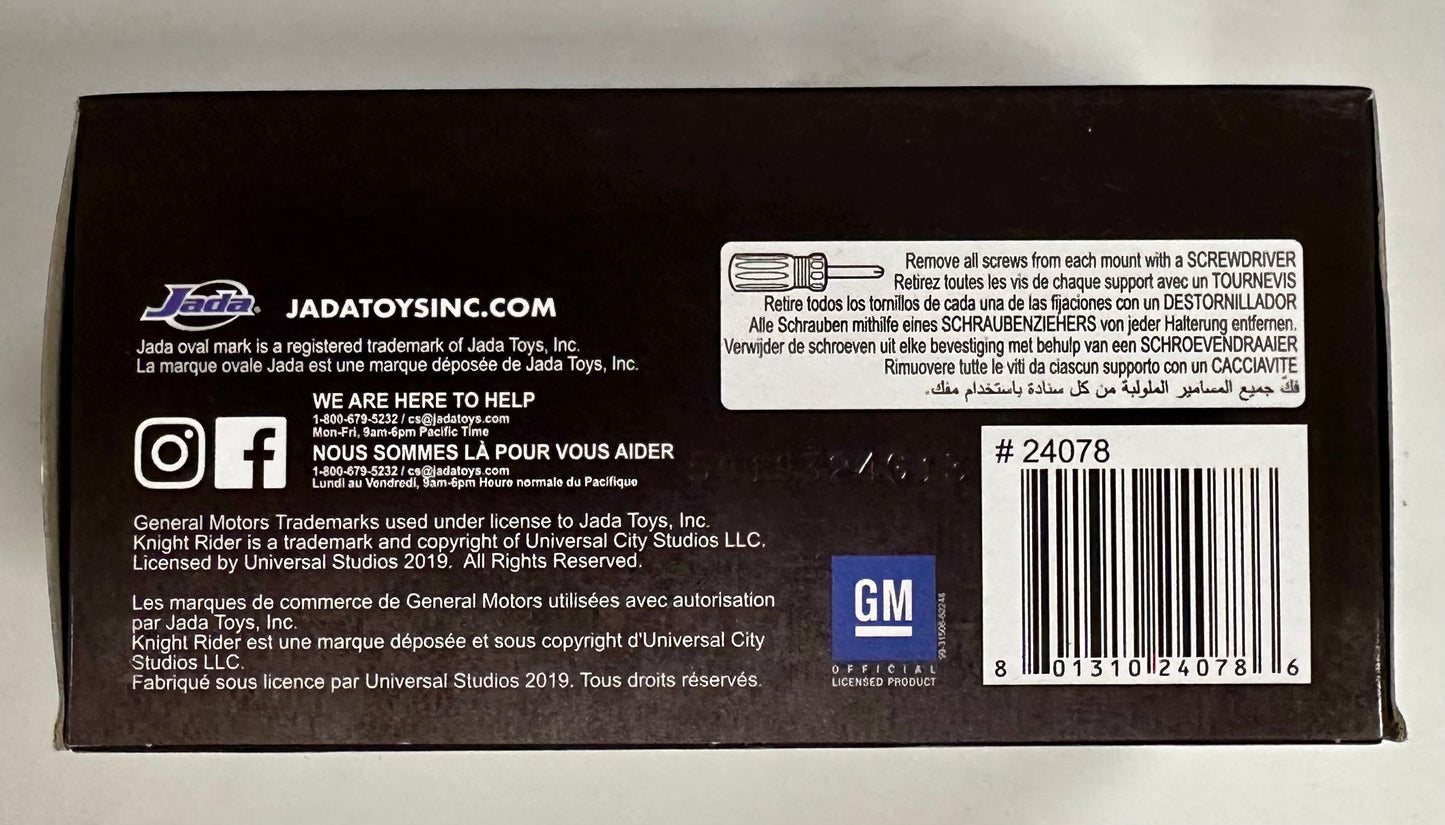 Jada
JADATOYSINC.COM
Jada oval mark is a registered trademark of Jada Toys, Inc.
La marque ovale Jada est une marque déposée de Jada Toys, Inc.
WE ARE HERE TO HELP
1-800-679-5232 / cs@jadatoys.com
Mon-Fri, 9am-6pm Pacific Time
NOUS SOMMES LÀ POUR VOUS AIDER
1-800-679-5232 / cs@jadatoys.com
Lundi au Vendredi, 9am-6pm Heure normale du Pacifique
General Motors Trademarks used under license to Jada Toys, Inc.
Knight Rider is a trademark and copyright of Universal City Studios LLC.
Licensed by Universal Studios 2019. All Rights Reserved.
Les marques de commerce de General Motors utilisées avec autorisation
par Jada Toys, Inc.
Knight Rider est une marque déposée et sous copyright d'Universal City
Studios LLC.
Fabriqué sous licence par Universal Studios 2019. Tous droits réservés.
Remove all screws from each mount with a SCREWDRIVER
Retirez toutes les vis de chaque support avec un TOURNEVIS
Retire todos los tornillos de cada una de las fijaciones con un DESTORNILLADOR
Alle Schrauben mithilfe eines SCHRAUBENZIEHERS von jeder Halterung entfernen.
Verwijder de schroeven uit elke bevestiging met behulp van een SCHROEVENDRAAIER
Rimuovere tutte le viti da ciascun supporto con un CACCIAVITE
فكّ جميع المسامير الملولبة من كل سنادة باستخدام مفك.
GM
OFFICIAL
LICENSED PRODUCT
# 24078
8 01310 24078 6